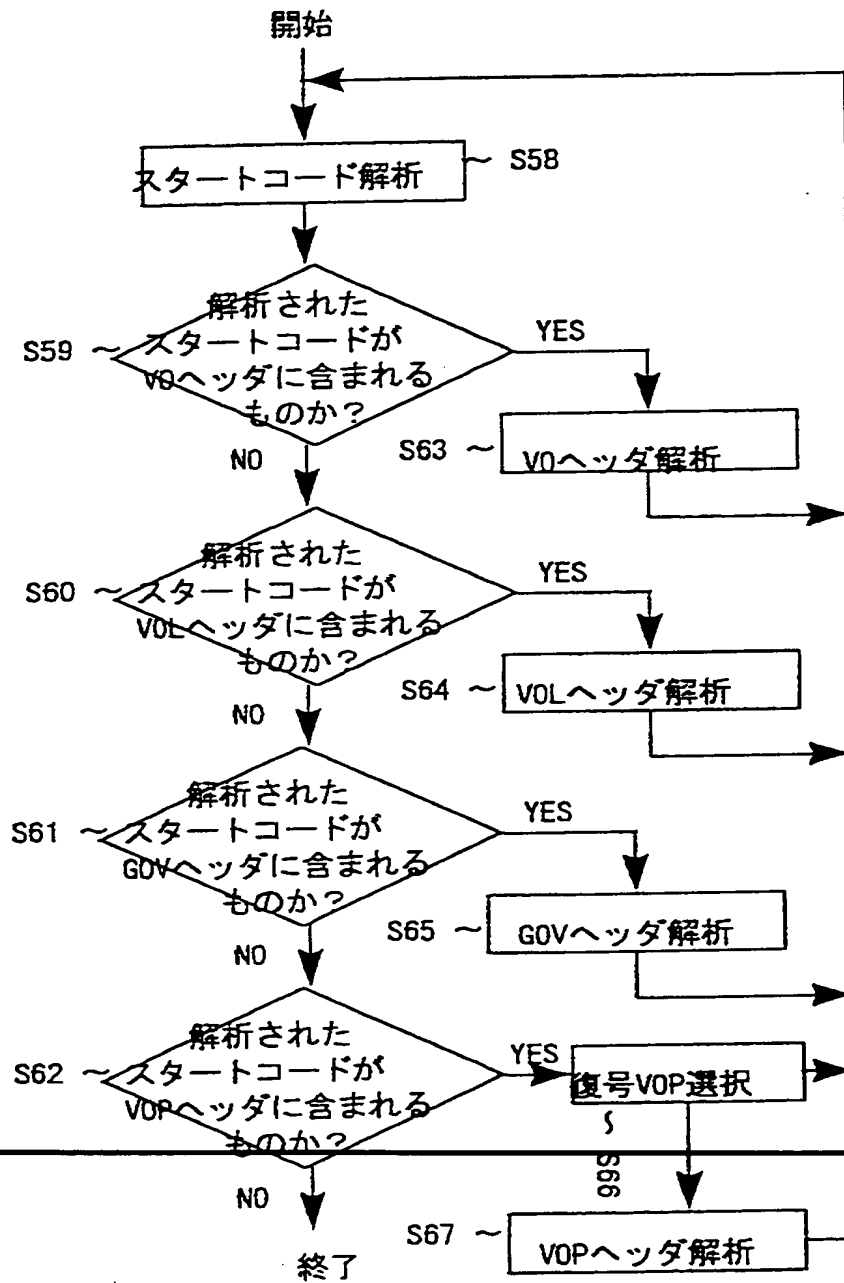 開始
スタートコード解析
～ S58
解析された
スタートコードが
VOヘッダに含まれる
ものか？
S59 ～
YES
NO
S63 ～
VOヘッダ解析
解析された
スタートコードが
VOLヘッダに含まれる
ものか？
S60 ～
YES
NO
S64 ～
VOLヘッダ解析
解析された
スタートコードが
GOVヘッダに含まれる
ものか？
S61 ～
YES
NO
S65 ～
GOVヘッダ解析
解析された
スタートコードが
VOPヘッダに含まれる
ものか？
S62 ～
YES
復号VOP選択
～ S66
NO
S67 ～
VOPヘッダ解析
終了